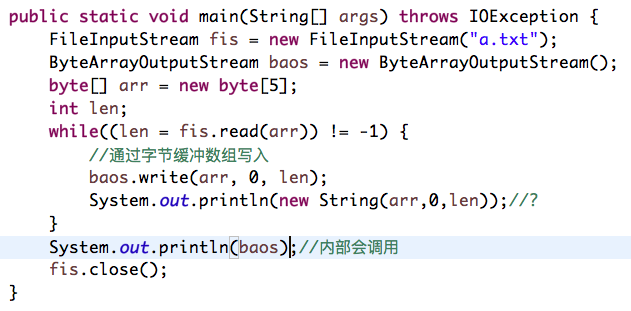 public static void main(String[] args) throws IOException {
    FileInputStream fis = new FileInputStream("a.txt");
    ByteArrayOutputStream baos = new ByteArrayOutputStream();
    byte[] arr = new byte[5];
    int len;
    while((len = fis.read(arr)) != -1) {
        //通过字节缓冲数组写入
        baos.write(arr, 0, len);
        System.out.println(new String(arr,0,len));//?
    }
    System.out.println(baos);//内部会调用
    fis.close();
}